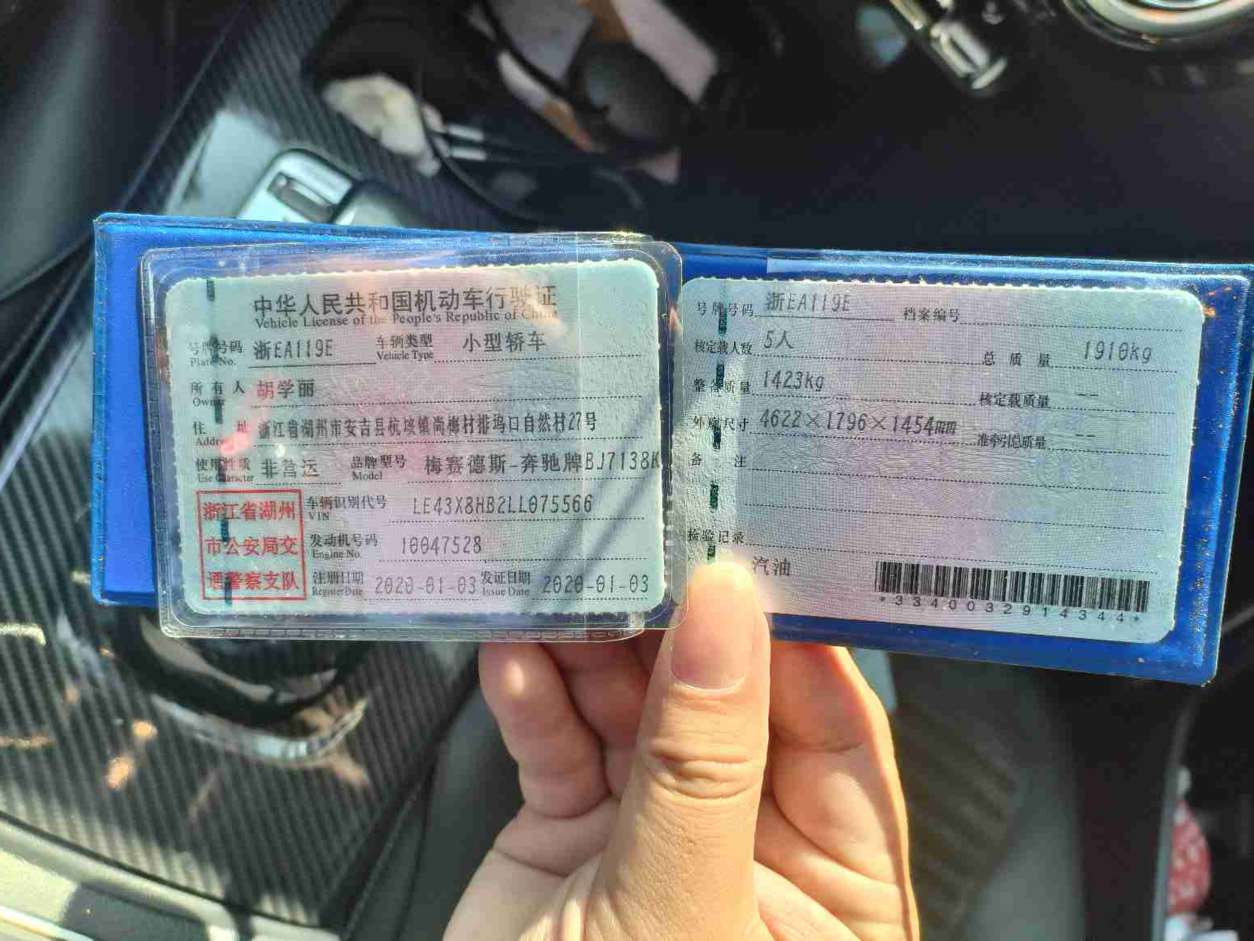 中华人民共和国机动车行驶证
Vehicle License of the People's Republic of China
号牌号码 浙EA119E 车辆类型 小型轿车
Plate No. Vehicle Type
所有人 胡学丽
Owner
住址 浙江省湖州市安吉县杭垓镇尚梅村排坞口自然村27号
Address
使用性质 非营运 品牌型号 梅赛德斯-奔驰牌BJ7138K
Use Character Model
浙江省湖州
市公安局交
通警察支队
车辆识别代号 LE43X8HB2LL075566
VIN
发动机号码 10047528
Engine No.
注册日期 2020-01-03 发证日期 2020-01-03
Register Date Issue Date
号牌号码 浙EA119E 档案编号
核定载人数 5人 总质量 1910kg
整备质量 1423kg 核定载质量 --
外廓尺寸 4622×1796×1454mm 准牵引总质量 --
备注
检验记录
汽油
*3340032914344*